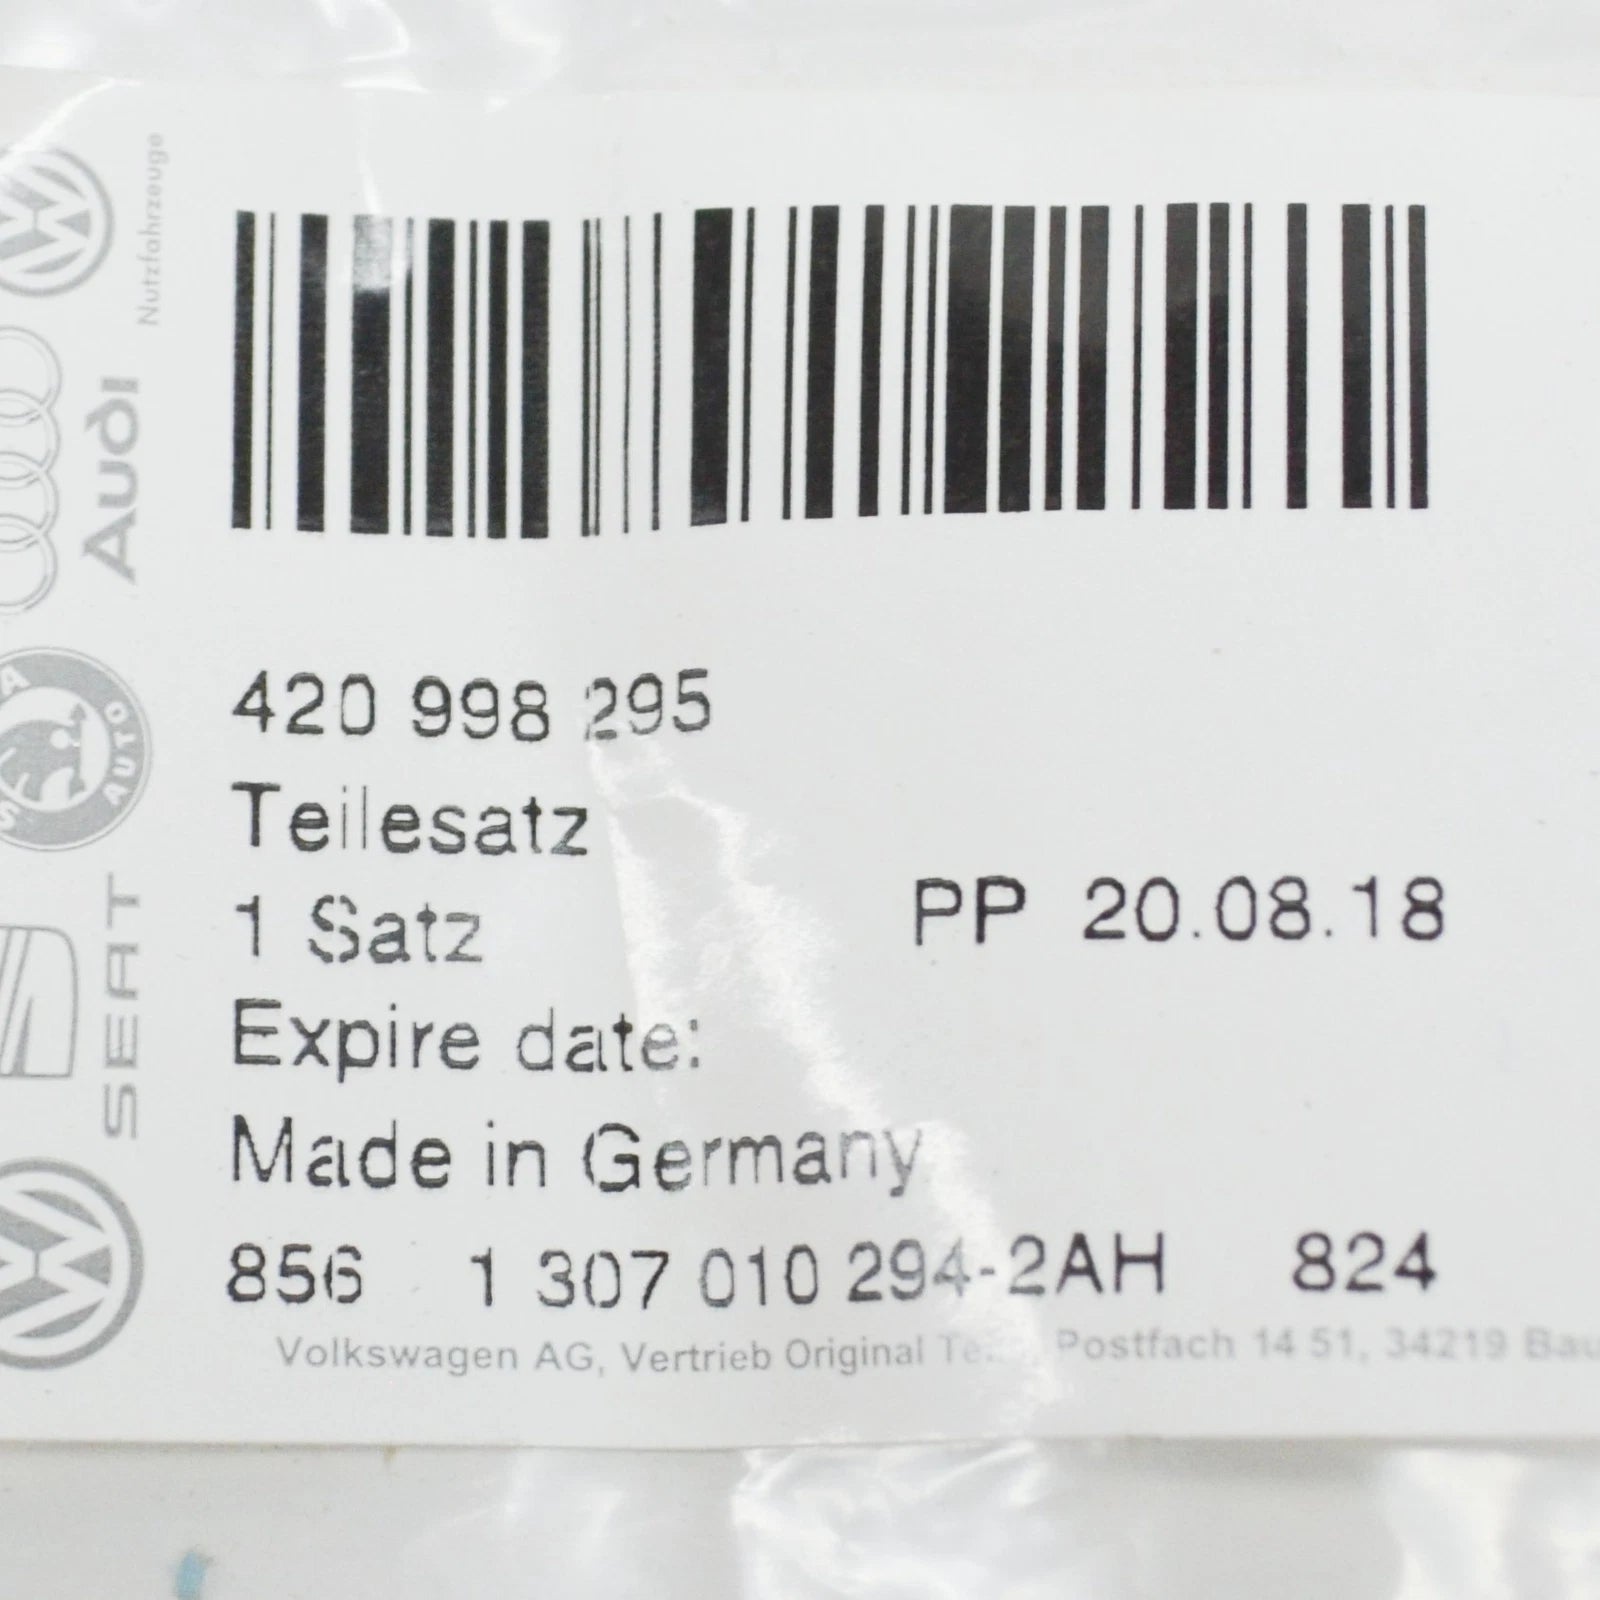 420 998 295
Teilesatz
1 Satz PP 20.08.18
Expire date:
Made in Germany
856 1 307 010 294-2AH 824
Volkswagen AG, Vertrieb Original Postfach 14 51, 34219
Nutzfahrzeuge
Audi
AUTO
SEAT